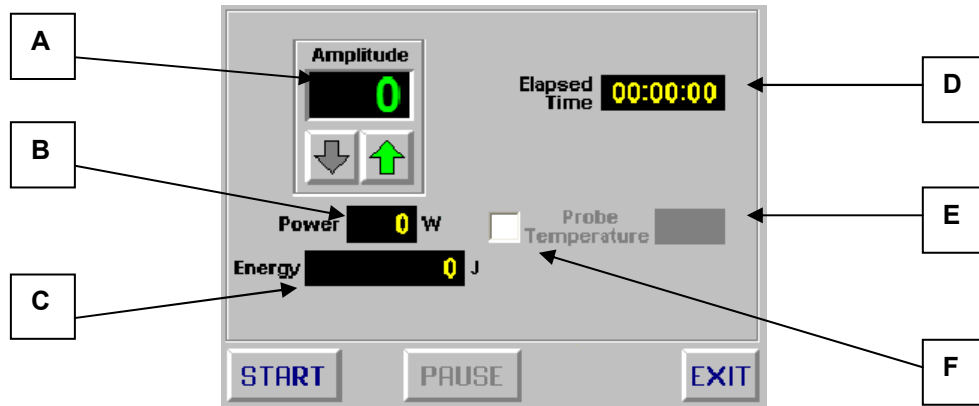 A
Amplitude
0
Elapsed
Time
00:00:00
D
B
Power
0
W
Probe
Temperature
E
Energy
0
J
C
F
START
PAUSE
EXIT